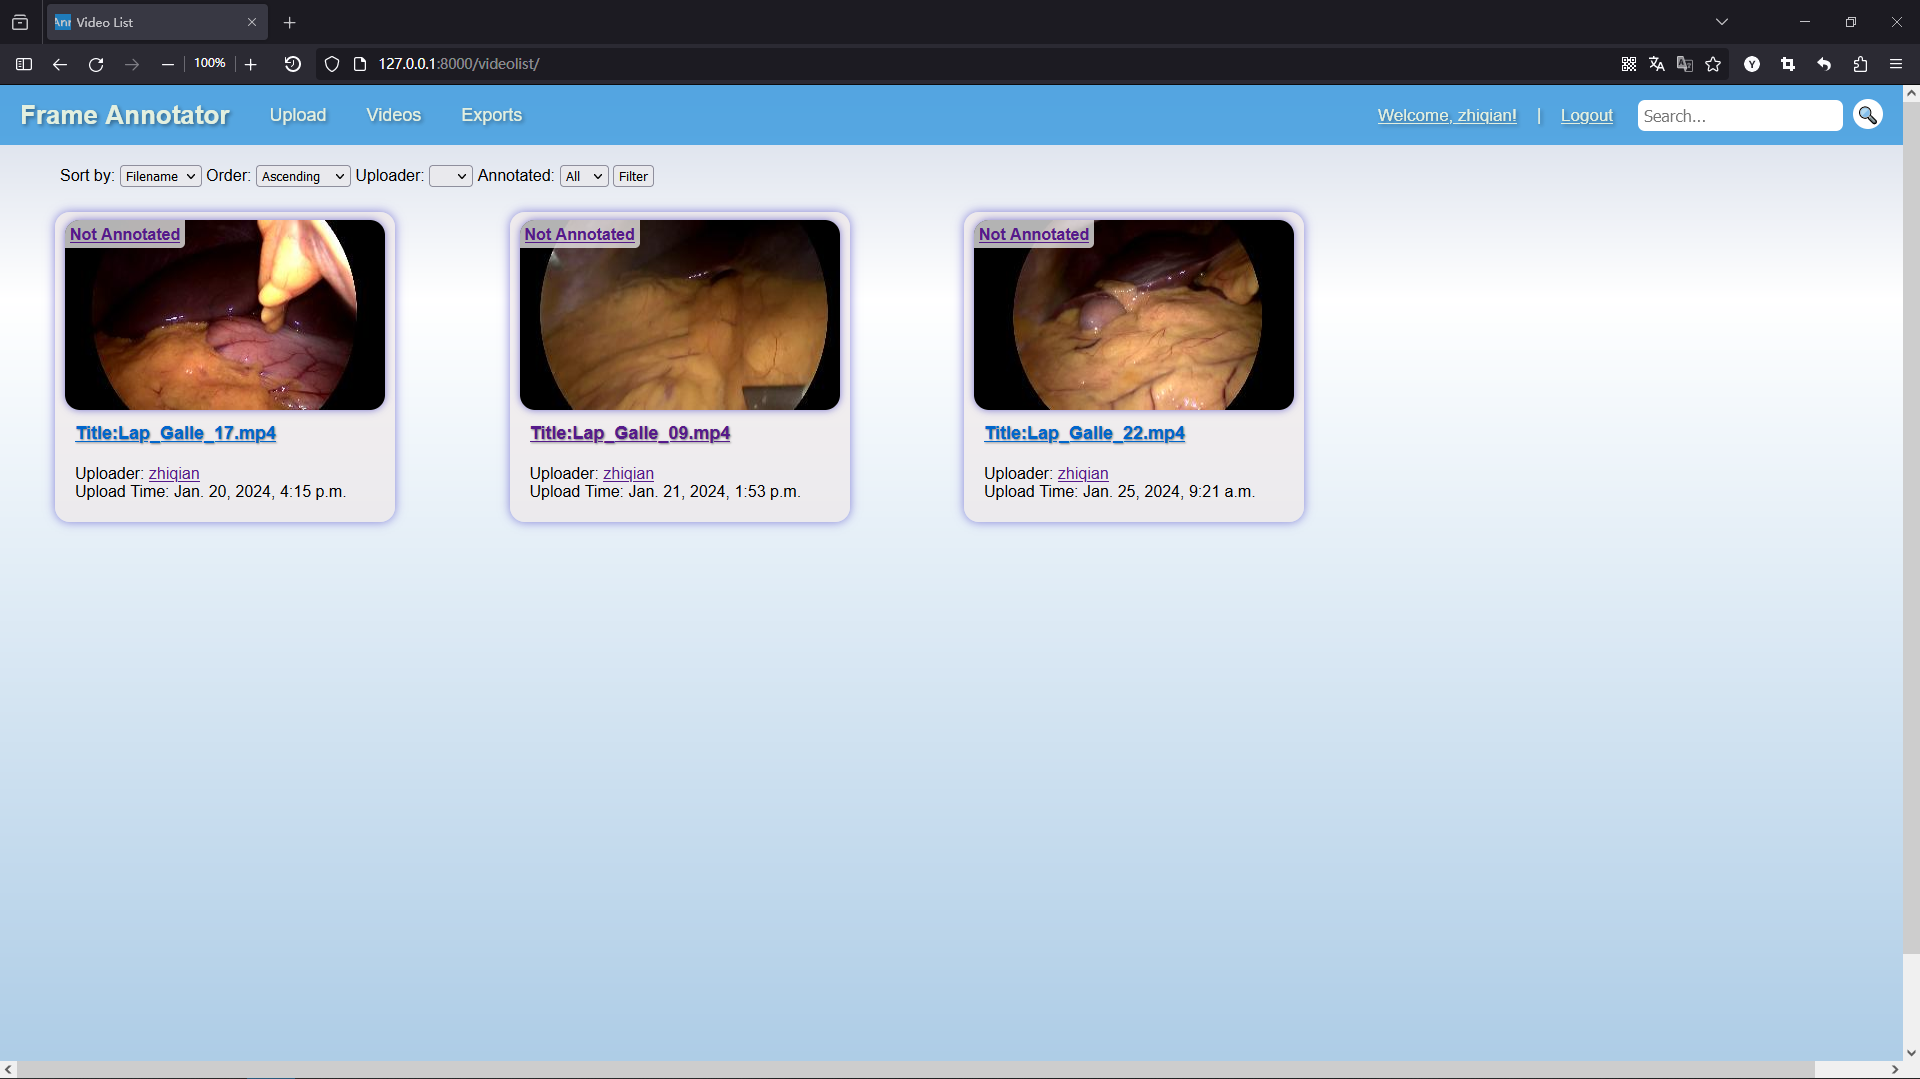 Video List
100%
127.0.0.1:8000/videolist/
Y
Frame Annotator Upload Videos Exports Welcome, zhiqian! | Logout Search...
Sort by: Filename Order: Ascending Uploader: Annotated: All Filter
Not Annotated
Title:Lap_Galle_17.mp4
Uploader: zhiqian
Upload Time: Jan. 20, 2024, 4:15 p.m.
Not Annotated
Title:Lap_Galle_09.mp4
Uploader: zhiqian
Upload Time: Jan. 21, 2024, 1:53 p.m.
Not Annotated
Title:Lap_Galle_22.mp4
Uploader: zhiqian
Upload Time: Jan. 25, 2024, 9:21 a.m.